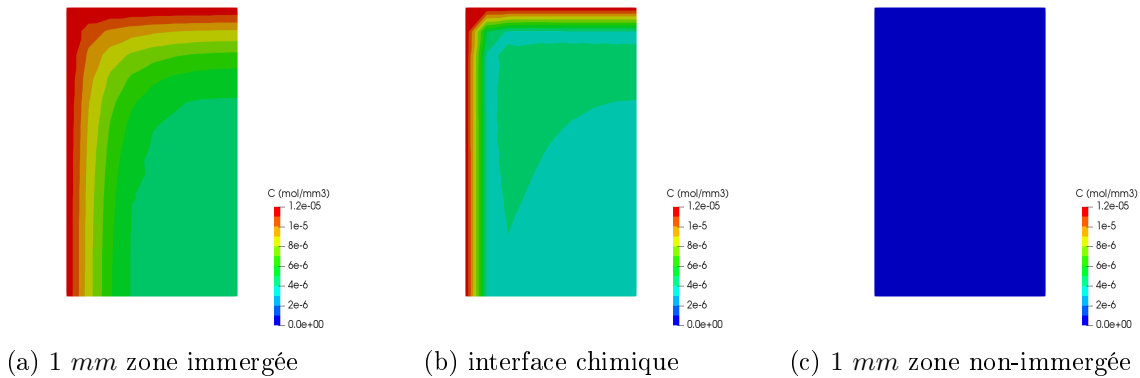 C (mol/mm3)
1.2e-05
1e-5
8e-6
6e-6
4e-6
2e-6
0.0e+00
C (mol/mm3)
1.2e-05
1e-5
8e-6
6e-6
4e-6
2e-6
0.0e+00
C (mol/mm3)
1.2e-05
1e-5
8e-6
6e-6
4e-6
2e-6
0.0e+00
(a) 1 mm zone immergée
(b) interface chimique
(c) 1 mm zone non-immergée